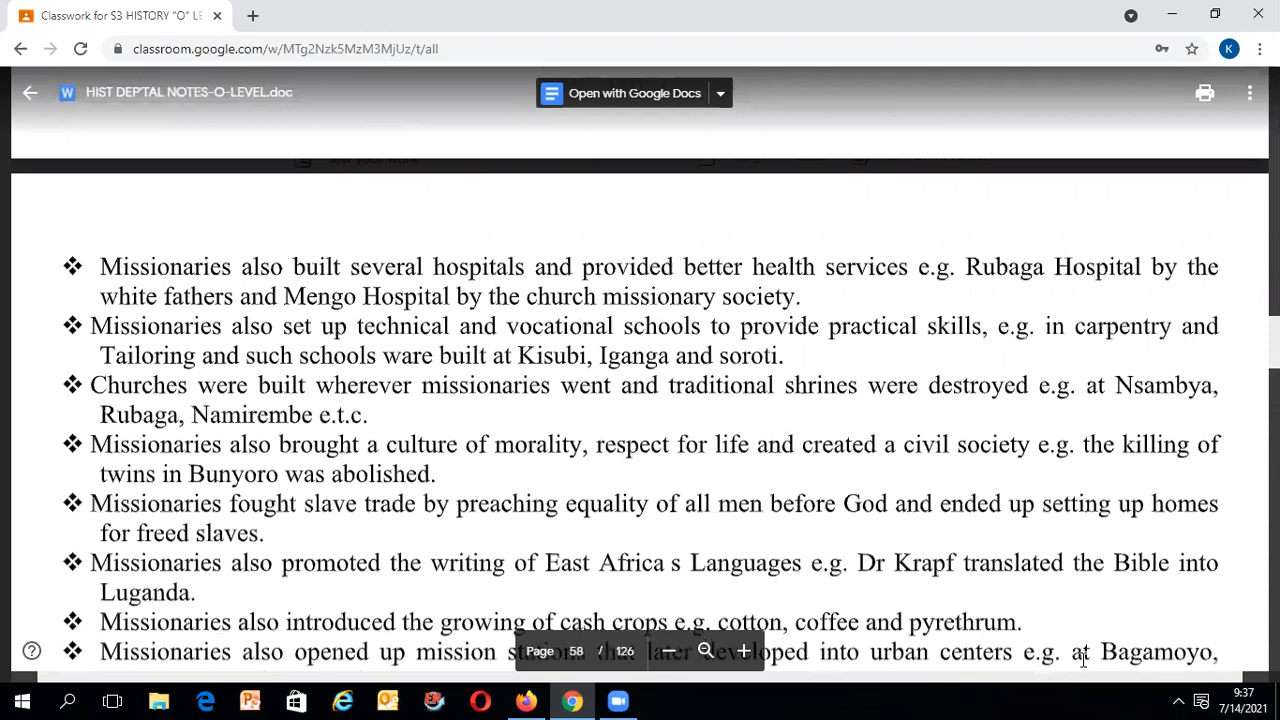 Classwork for S3 HISTORY "O" LE
classroom.google.com/w/MTg2Nzk5MzM3MjUz/t/all
K
HIST DEPTAL NOTES-O-LEVEL.doc
Open with Google Docs
❖ Missionaries also built several hospitals and provided better health services e.g. Rubaga Hospital by the
white fathers and Mengo Hospital by the church missionary society.
❖ Missionaries also set up technical and vocational schools to provide practical skills, e.g. in carpentry and
Tailoring and such schools ware built at Kisubi, Iganga and soroti.
❖ Churches were built wherever missionaries went and traditional shrines were destroyed e.g. at Nsambya,
Rubaga, Namirembe e.t.c.
❖ Missionaries also brought a culture of morality, respect for life and created a civil society e.g. the killing of
twins in Bunyoro was abolished.
❖ Missionaries fought slave trade by preaching equality of all men before God and ended up setting up homes
for freed slaves.
❖ Missionaries also promoted the writing of East Africa s Languages e.g. Dr Krapf translated the Bible into
Luganda.
❖ Missionaries also introduced the growing of cash crops e.g. cotton, coffee and pyrethrum.
❖ Missionaries also opened up mission stations that later developed into urban centers e.g. at Bagamoyo,
Page 58 / 126
9:37
7/14/2021